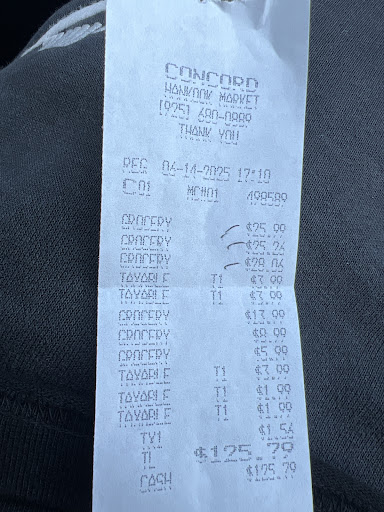 CONCORD
HANKOOK MARKET
(925) 680-0889
THANK YOU
REG 06-14-2025 17:10
C01 MC#01 498589
GROCERY $25.99
GROCERY $25.26
GROCERY $28.06
TAXABLE T1 $3.99
TAXABLE T1 $3.99
GROCERY $13.99
GROCERY $8.99
GROCERY $5.99
TAXABLE T1 $3.99
TAXABLE T1 $1.99
TAXABLE T1 $1.99
TX1 $1.56
TL $125.79
CASH $125.79